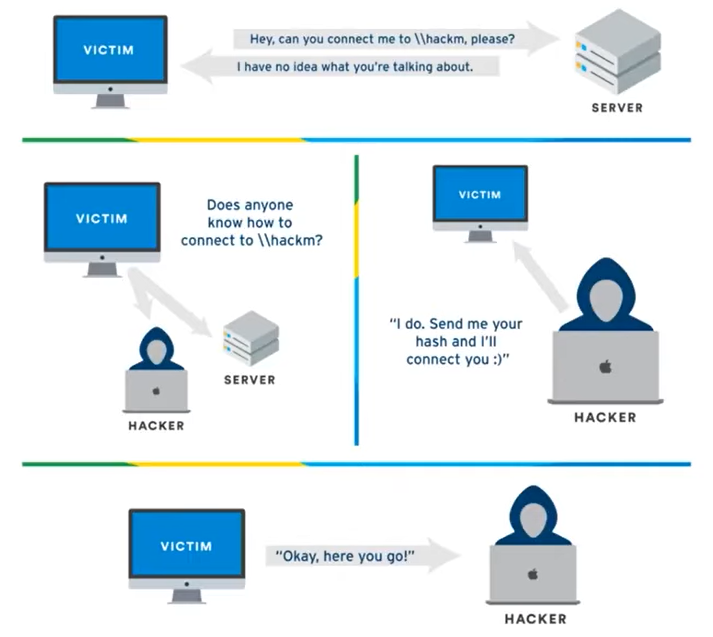 VICTIM
Hey, can you connect me to \\hackm, please?
I have no idea what you're talking about.
SERVER
VICTIM
Does anyone
know how to
connect to \\hackm?
SERVER
HACKER
VICTIM
“I do. Send me your
hash and I'll
connect you :)”
HACKER
VICTIM
“Okay, here you go!”
HACKER